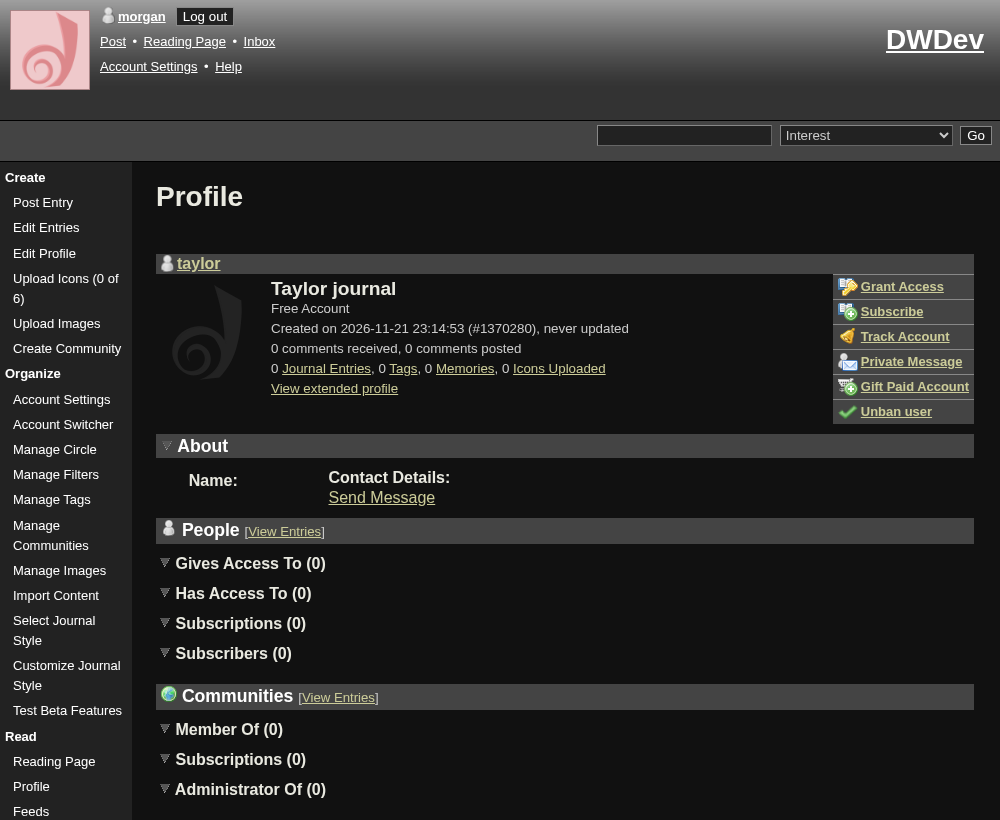 morgan Log out
Post • Reading Page • Inbox
Account Settings • Help
DWDev
Interest Go
Create
Post Entry
Edit Entries
Edit Profile
Upload Icons (0 of
6)
Upload Images
Create Community
Organize
Account Settings
Account Switcher
Manage Circle
Manage Filters
Manage Tags
Manage
Communities
Manage Images
Import Content
Select Journal
Style
Customize Journal
Style
Test Beta Features
Read
Reading Page
Profile
Feeds
Profile
taylor
Taylor journal
Free Account
Created on 2026-11-21 23:14:53 (#1370280), never updated
0 comments received, 0 comments posted
0 Journal Entries, 0 Tags, 0 Memories, 0 Icons Uploaded
View extended profile
Grant Access
Subscribe
Track Account
Private Message
Gift Paid Account
Unban user
About
Name:
Contact Details:
Send Message
People [View Entries]
Gives Access To (0)
Has Access To (0)
Subscriptions (0)
Subscribers (0)
Communities [View Entries]
Member Of (0)
Subscriptions (0)
Administrator Of (0)